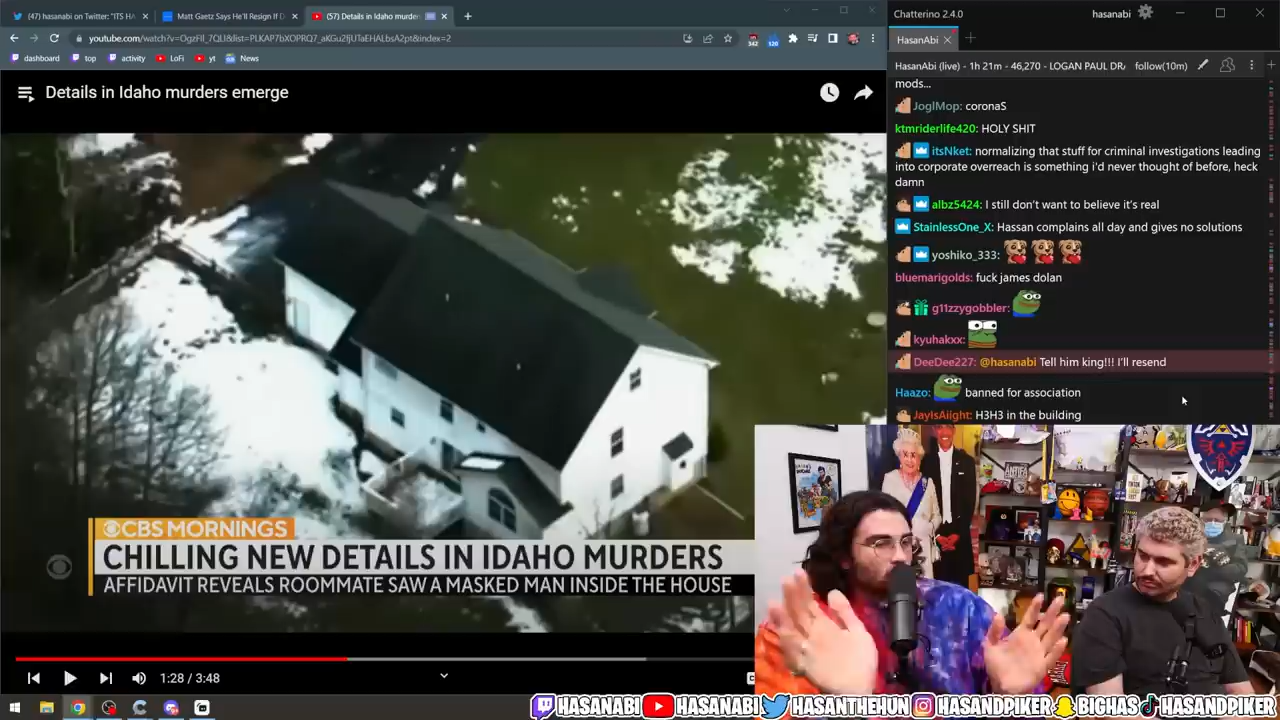 (47) hasanabi on Twitter: "ITS HA
Matt Gaetz Says He'll Resign If D
(57) Details in Idaho murder
youtube.com/watch?v=OgzFll_7QLI&list=PLKAP7bXOPRQ7_aKGu2fjUTaEHALbsA2pt&index=2
342
120
dashboard
top
activity
LoFi
yt
News
Details in Idaho murders emerge
CBS MORNINGS
CHILLING NEW DETAILS IN IDAHO MURDERS
AFFIDAVIT REVEALS ROOMMATE SAW A MASKED MAN INSIDE THE HOUSE
1:28 / 3:48
Chatterino 2.4.0
hasanabi
HasanAbi
HasanAbi (live) - 1h 21m - 46,270 - LOGAN PAUL DR
follow(10m)
mods...
JoglMop: coronaS
ktmriderlife420: HOLY SHIT
itsNket: normalizing that stuff for criminal investigations leading
into corporate overreach is something i'd never thought of before, heck
damn
albz5424: I still don't want to believe it's real
StainlessOne_X: Hassan complains all day and gives no solutions
yoshiko_333:
bluemarigolds: fuck james dolan
g11zzygobbler:
kyuhakxx:
DeeDee227: @hasanabi Tell him king!!! I'll resend
Haazo: banned for association
JayIsAiight: H3H3 in the building
ANTIFA
HASANABI
HASANABI
HASANTHEHUN
HASANDPIKER
BIGHAS
HASANDPIKER